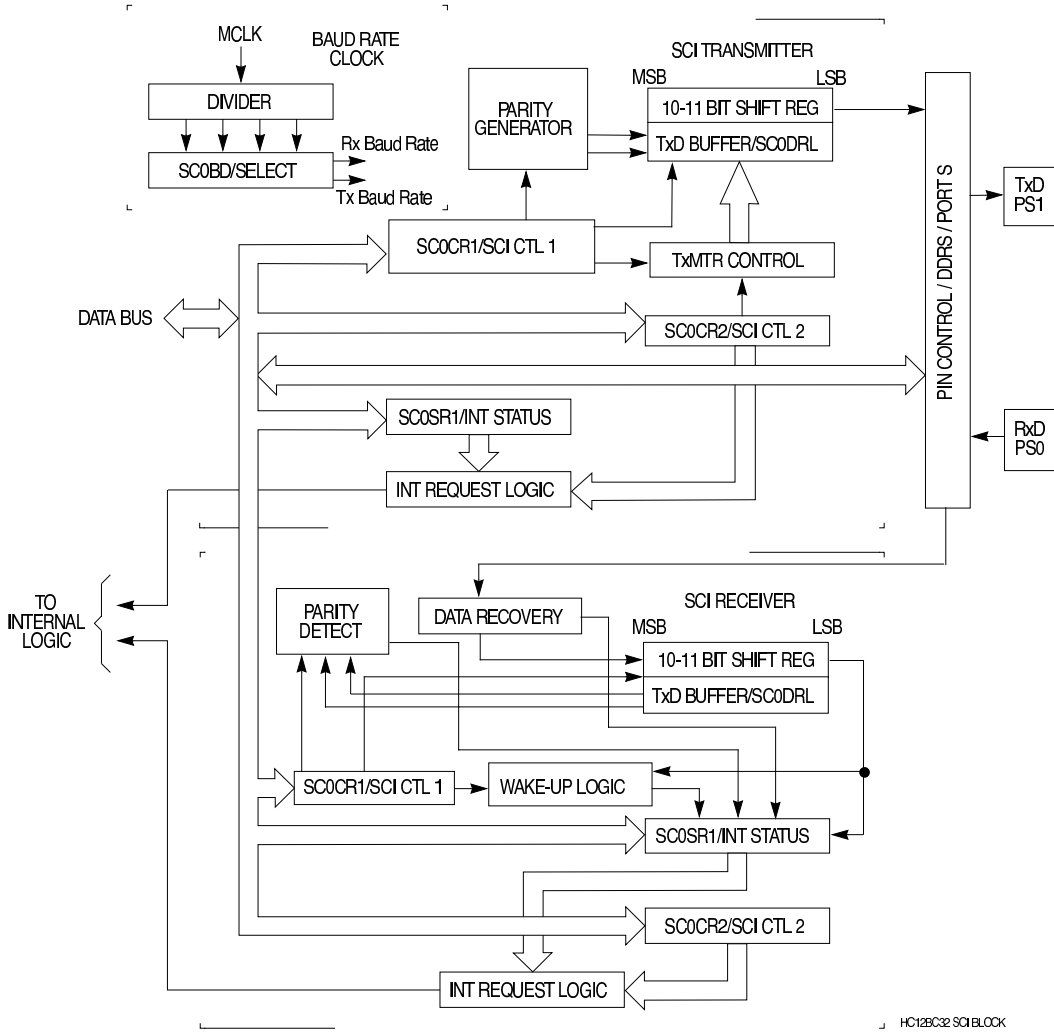 MCLK
BAUD RATE
CLOCK
DIVIDER
SC0BD/SELECT
Rx Baud Rate
Tx Baud Rate
SCI TRANSMITTER
MSB
LSB
PARITY
GENERATOR
10-11 BIT SHIFT REG
TxD BUFFER/SC0DRL
SC0CR1/SCI CTL 1
TxMTR CONTROL
DATA BUS
SC0CR2/SCI CTL 2
SC0SR1/INT STATUS
INT REQUEST LOGIC
PIN CONTROL / DDRS / PORT S
TxD
PS1
RxD
PS0
TO
INTERNAL
LOGIC
PARITY
DETECT
DATA RECOVERY
SCI RECEIVER
MSB
LSB
10-11 BIT SHIFT REG
TxD BUFFER/SC0DRL
SC0CR1/SCI CTL 1
WAKE-UP LOGIC
SC0SR1/INT STATUS
SC0CR2/SCI CTL 2
INT REQUEST LOGIC
HC12BC32 SCI BLOCK